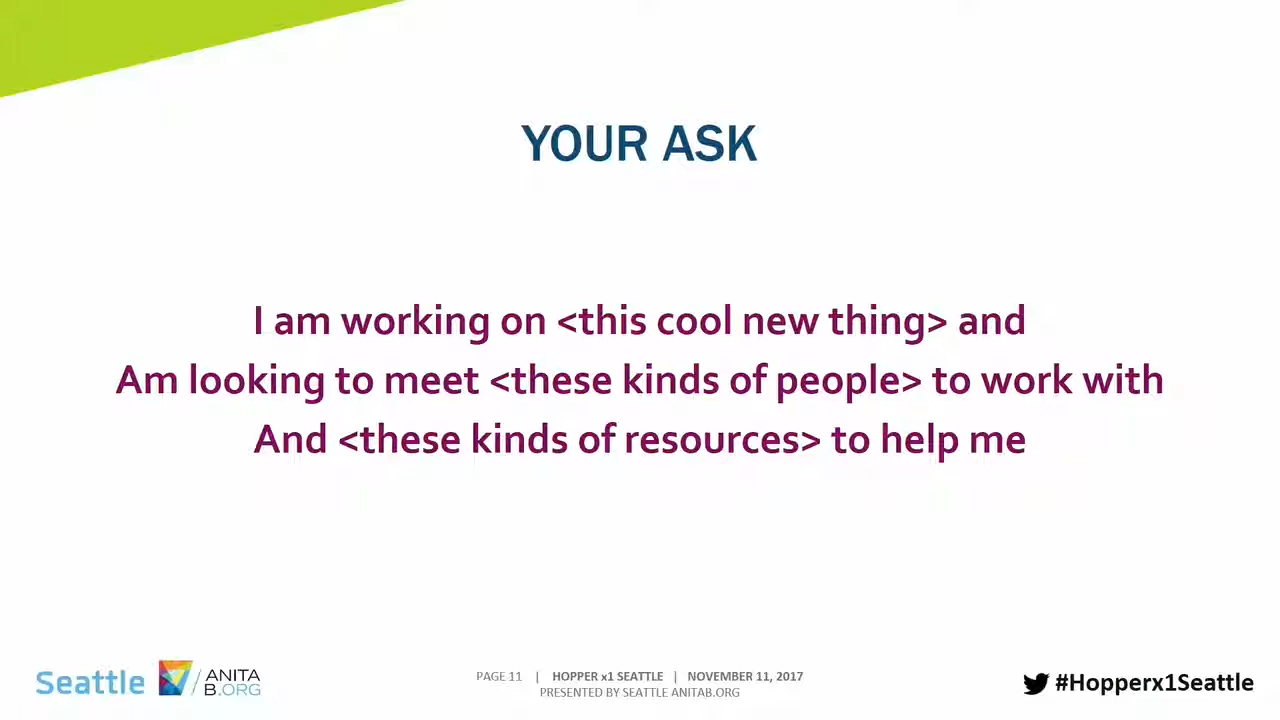 YOUR ASK
I am working on <this cool new thing> and
Am looking to meet <these kinds of people> to work with
And <these kinds of resources> to help me
Seattle
ANITA
B.ORG
PAGE 11 | HOPPER x1 SEATTLE | NOVEMBER 11, 2017
PRESENTED BY SEATTLE ANITAB.ORG
#Hopperx1Seattle